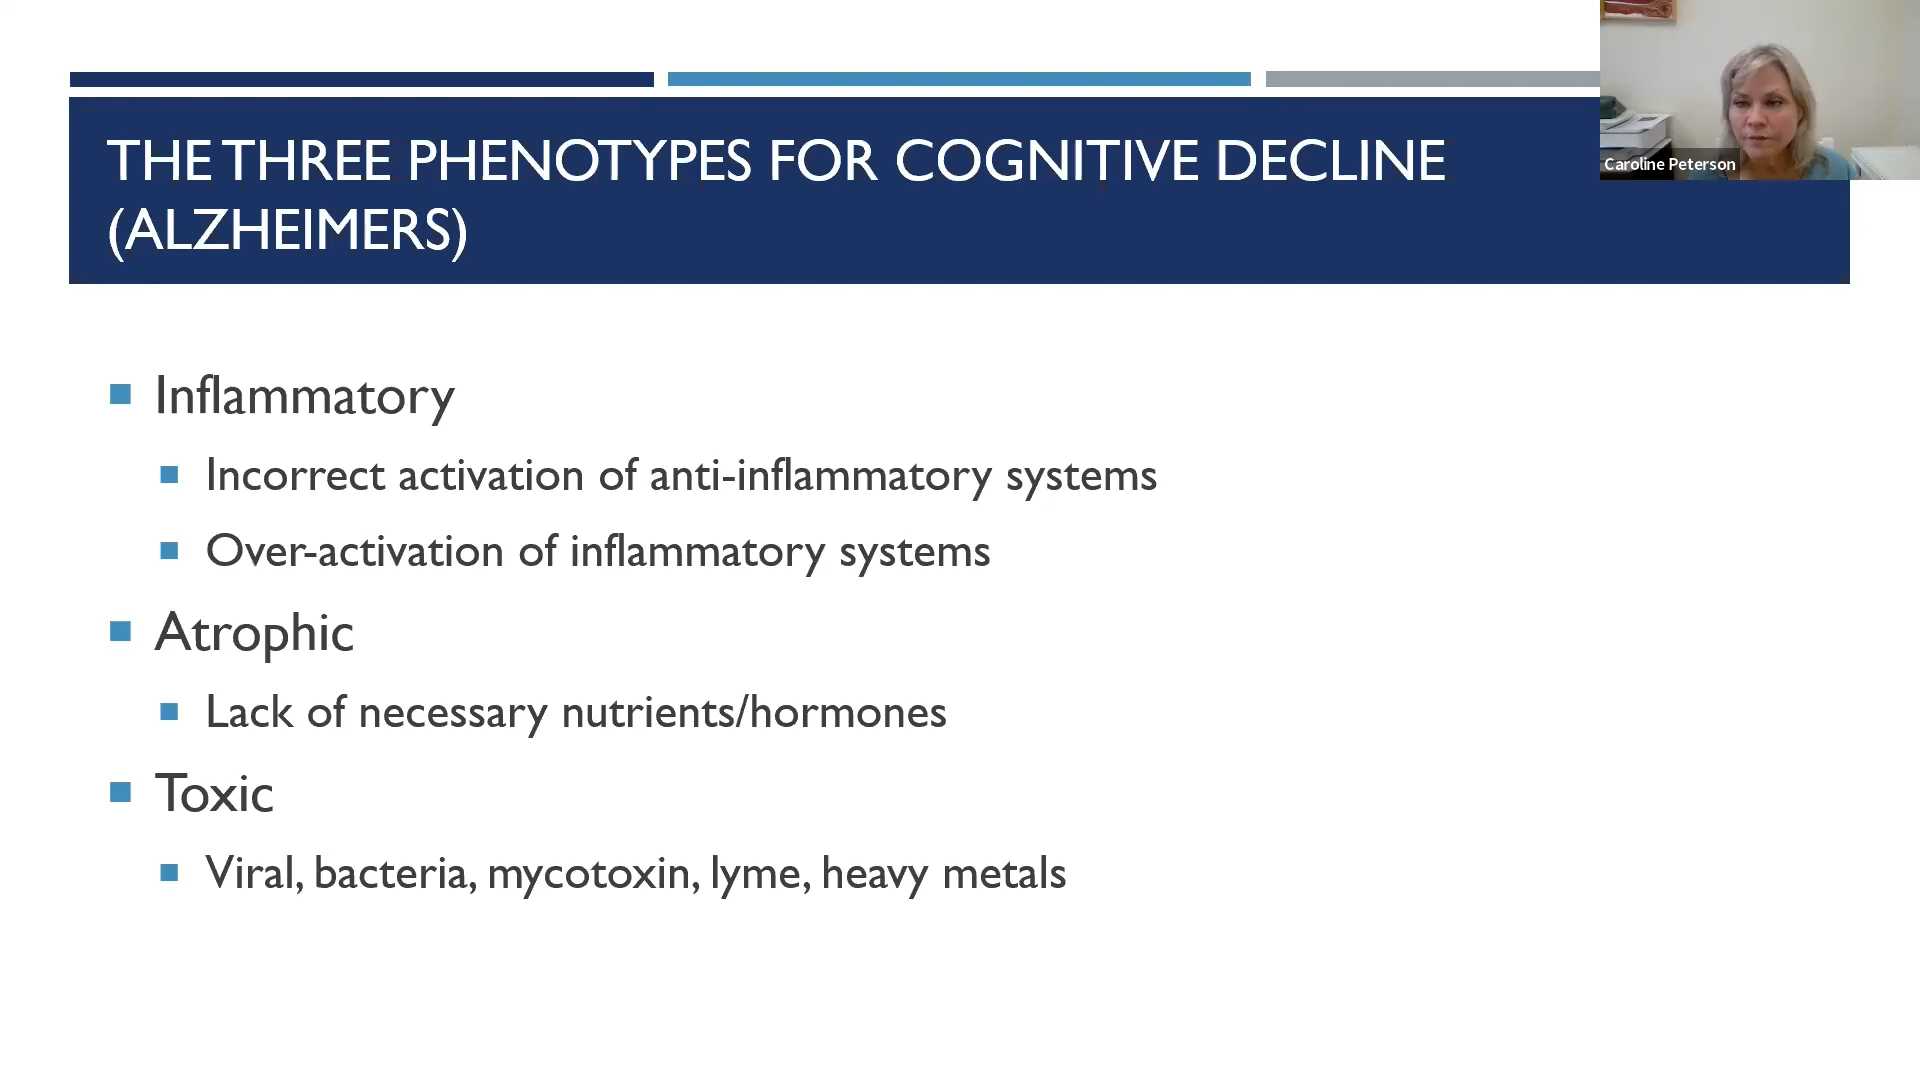 THE THREE PHENOTYPES FOR COGNITIVE DECLINE
(ALZHEIMERS)
Caroline Peterson
Inflammatory
Incorrect activation of anti-inflammatory systems
Over-activation of inflammatory systems
Atrophic
Lack of necessary nutrients/hormones
Toxic
Viral, bacteria, mycotoxin, lyme, heavy metals